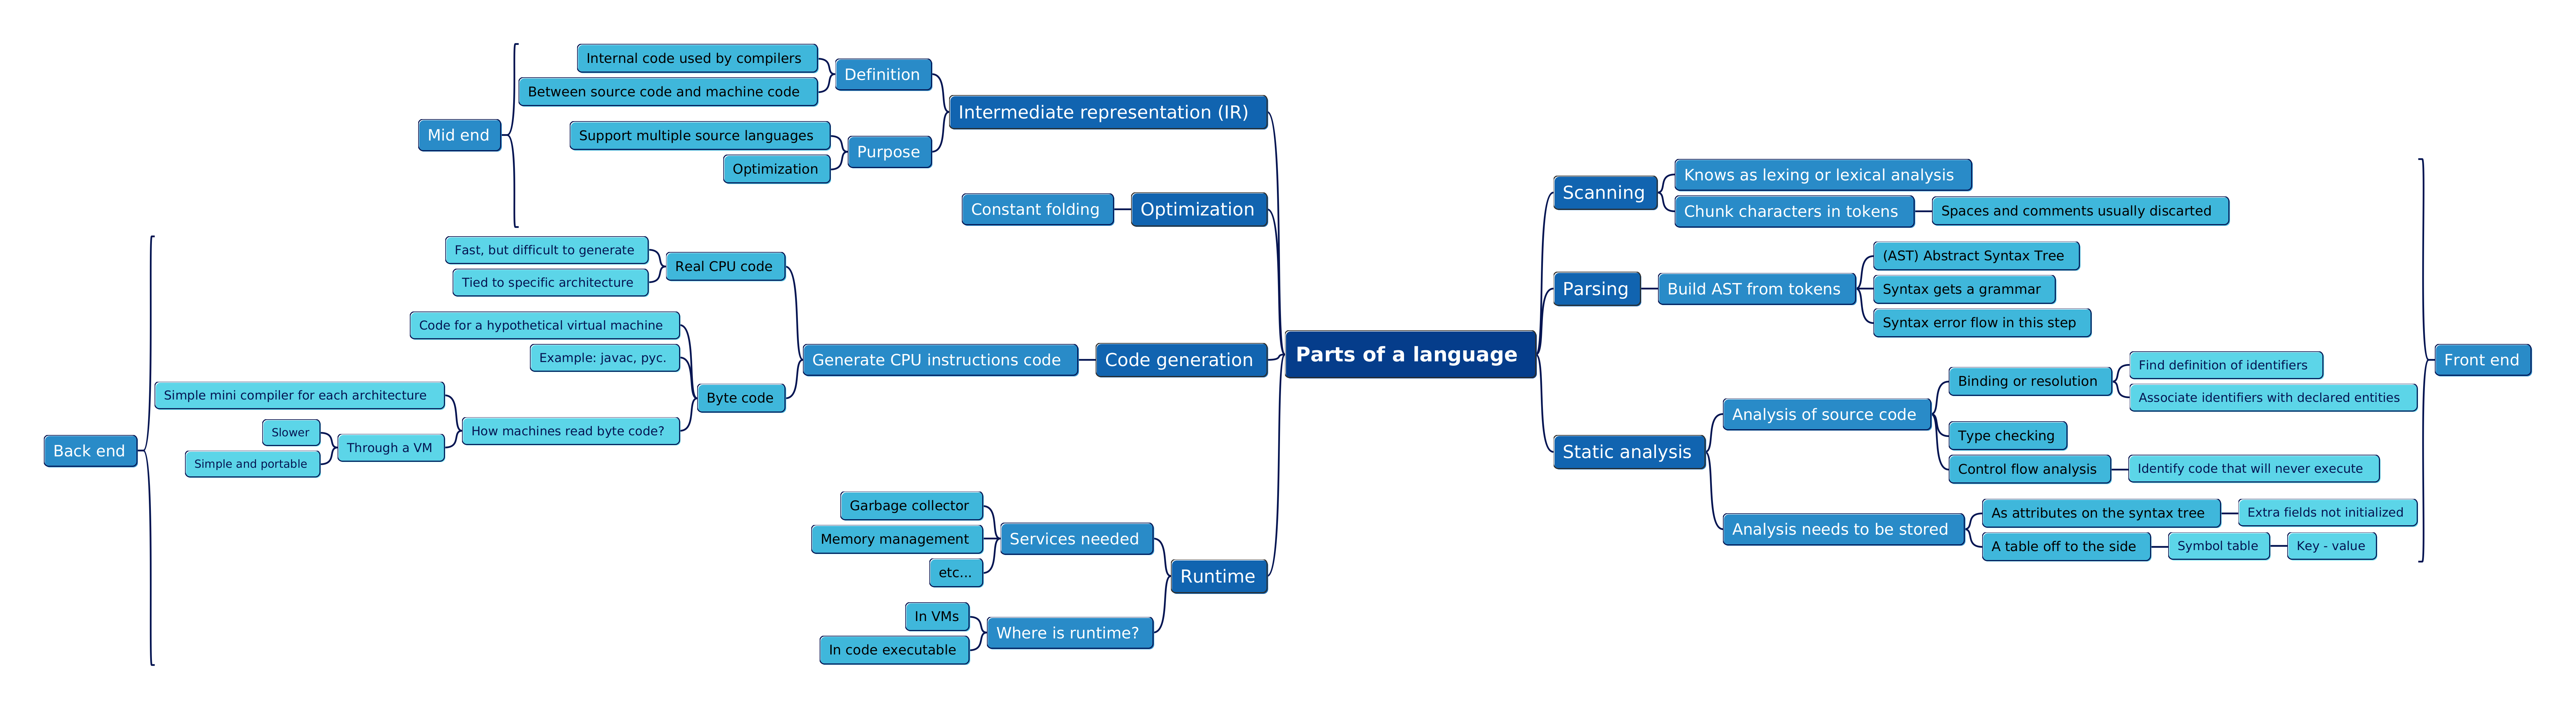 Parts of a language
Scanning
Knows as lexing or lexical analysis
Chunk characters in tokens
Spaces and comments usually discarted
Parsing
Build AST from tokens
(AST) Abstract Syntax Tree
Syntax gets a grammar
Syntax error flow in this step
Static analysis
Analysis of source code
Binding or resolution
Find definition of identifiers
Associate identifiers with declared entities
Type checking
Control flow analysis
Identify code that will never execute
Analysis needs to be stored
As attributes on the syntax tree
Extra fields not initialized
A table off to the side
Symbol table
Key - value
Front end
Intermediate representation (IR)
Definition
Internal code used by compilers
Between source code and machine code
Purpose
Support multiple source languages
Optimization
Optimization
Constant folding
Mid end
Code generation
Generate CPU instructions code
Real CPU code
Fast, but difficult to generate
Tied to specific architecture
Byte code
Code for a hypothetical virtual machine
Example: javac, pyc.
How machines read byte code?
Simple mini compiler for each architecture
Through a VM
Slower
Simple and portable
Runtime
Services needed
Garbage collector
Memory management
etc...
Where is runtime?
In VMs
In code executable
Back end